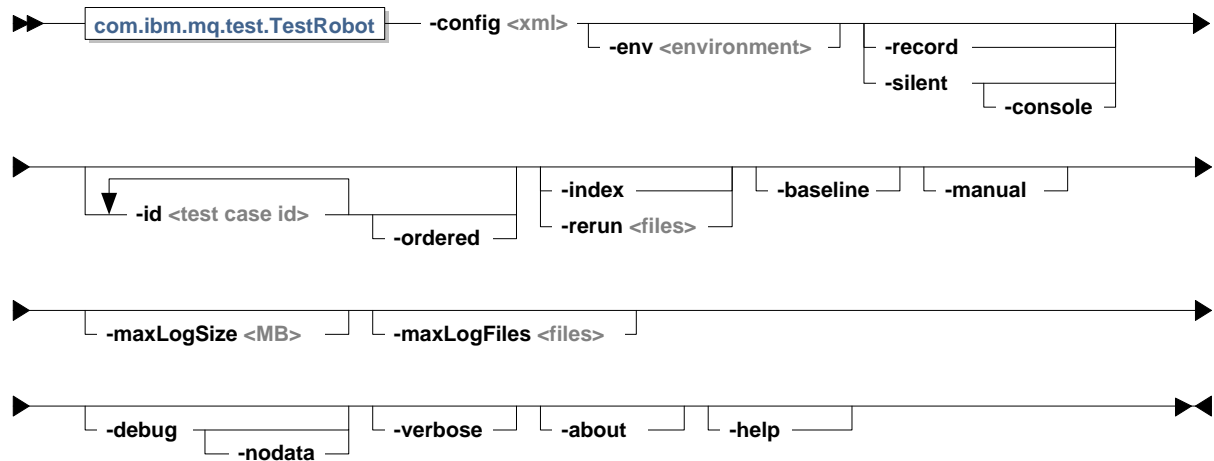 com.ibm.mq.test.TestRobot -config <xml>
-env <environment>
-record
-silent
-console
-id <test case id>
-ordered
-index
-rerun <files>
-baseline
-manual
-maxLogSize <MB>
-maxLogFiles <files>
-debug
-nodata
-verbose
-about
-help